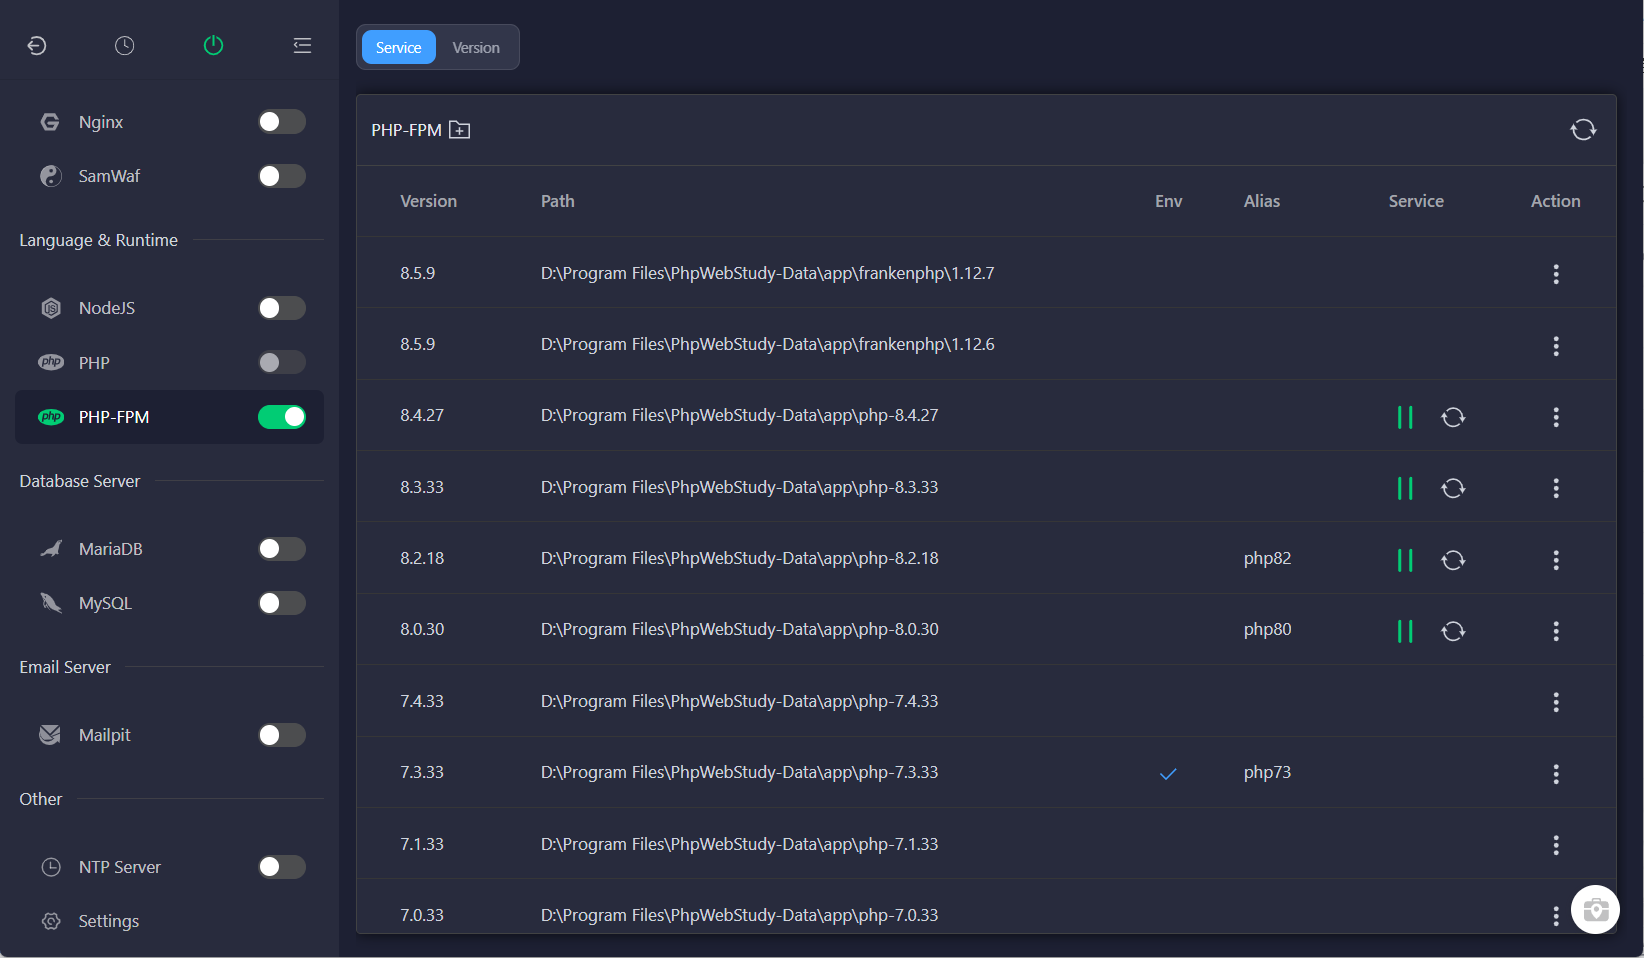 Service Version
Nginx
SamWaf
Language & Runtime
NodeJS
php PHP
php PHP-FPM
Database Server
MariaDB
MySQL
Email Server
Mailpit
Other
NTP Server
Settings
PHP-FPM
Version Path Env Alias Service Action
8.5.9 D:\Program Files\PhpWebStudy-Data\app\frankenphp\1.12.7
8.5.9 D:\Program Files\PhpWebStudy-Data\app\frankenphp\1.12.6
8.4.27 D:\Program Files\PhpWebStudy-Data\app\php-8.4.27
8.3.33 D:\Program Files\PhpWebStudy-Data\app\php-8.3.33
8.2.18 D:\Program Files\PhpWebStudy-Data\app\php-8.2.18 php82
8.0.30 D:\Program Files\PhpWebStudy-Data\app\php-8.0.30 php80
7.4.33 D:\Program Files\PhpWebStudy-Data\app\php-7.4.33
7.3.33 D:\Program Files\PhpWebStudy-Data\app\php-7.3.33 php73
7.1.33 D:\Program Files\PhpWebStudy-Data\app\php-7.1.33
7.0.33 D:\Program Files\PhpWebStudy-Data\app\php-7.0.33